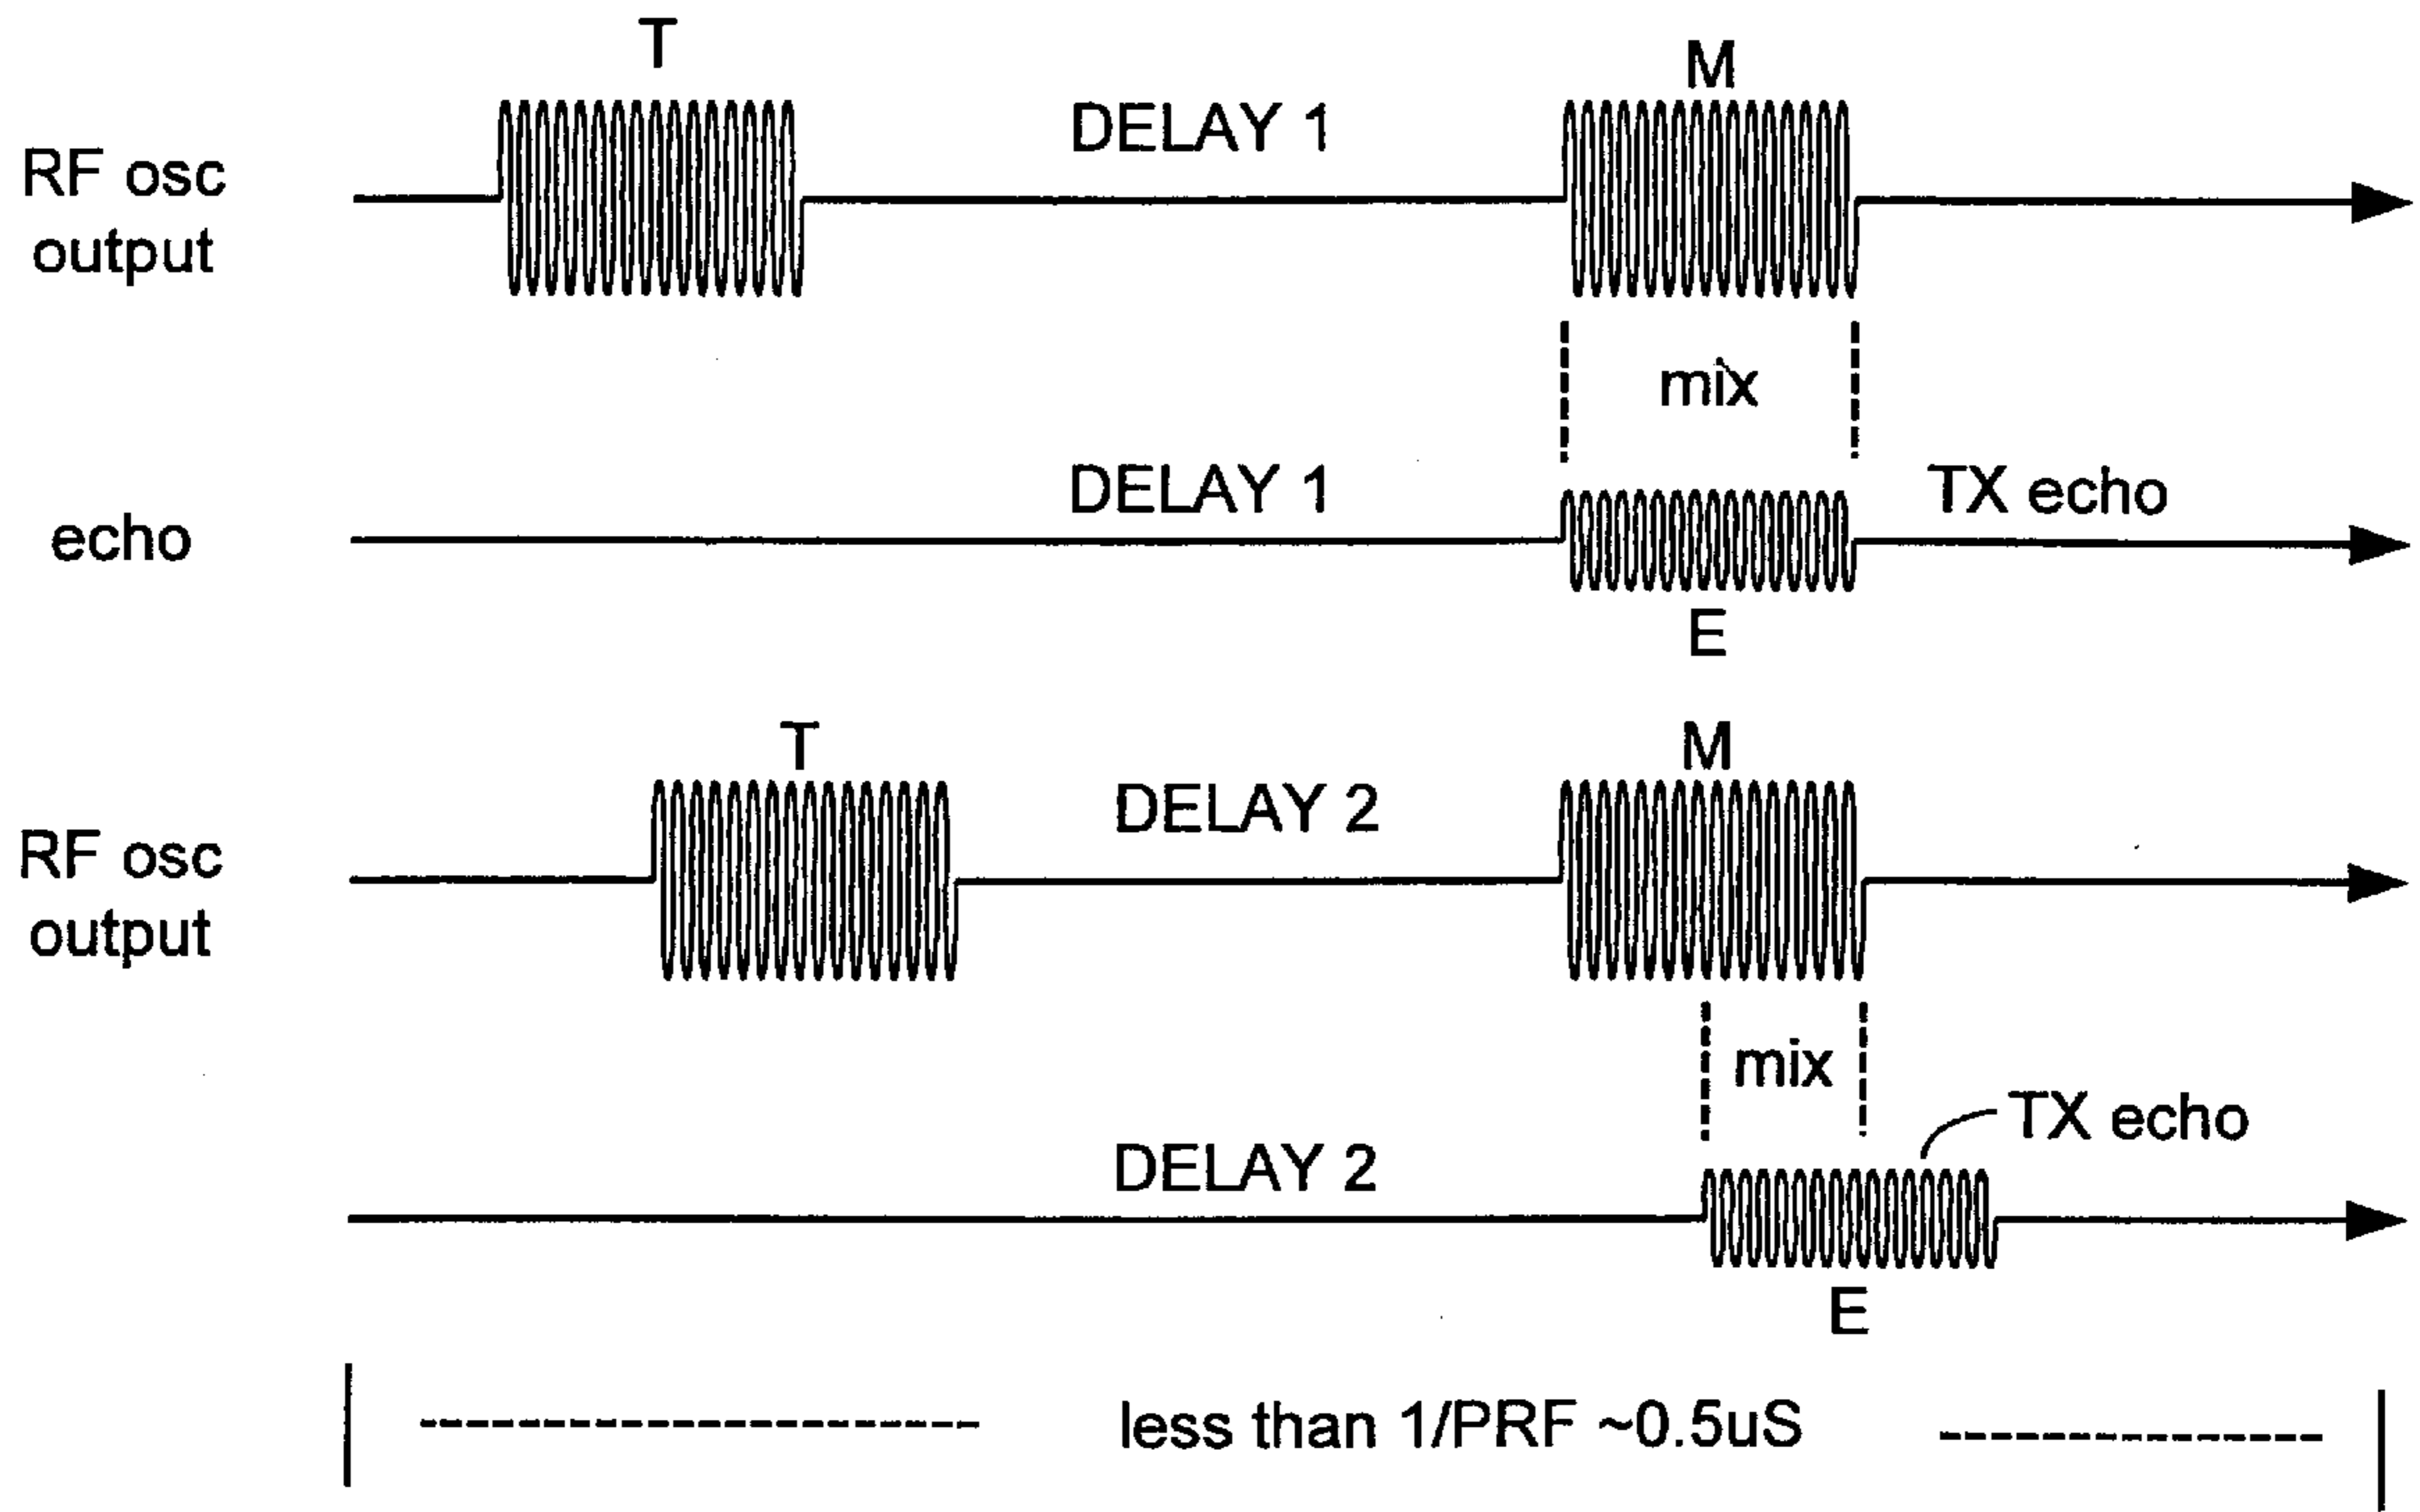 T
M
DELAY 1
RF osc
output
mix
DELAY 1
TX echo
echo
E
T
M
DELAY 2
RF osc
output
mix
TX echo
DELAY 2
E
less than 1/PRF ~0.5uS